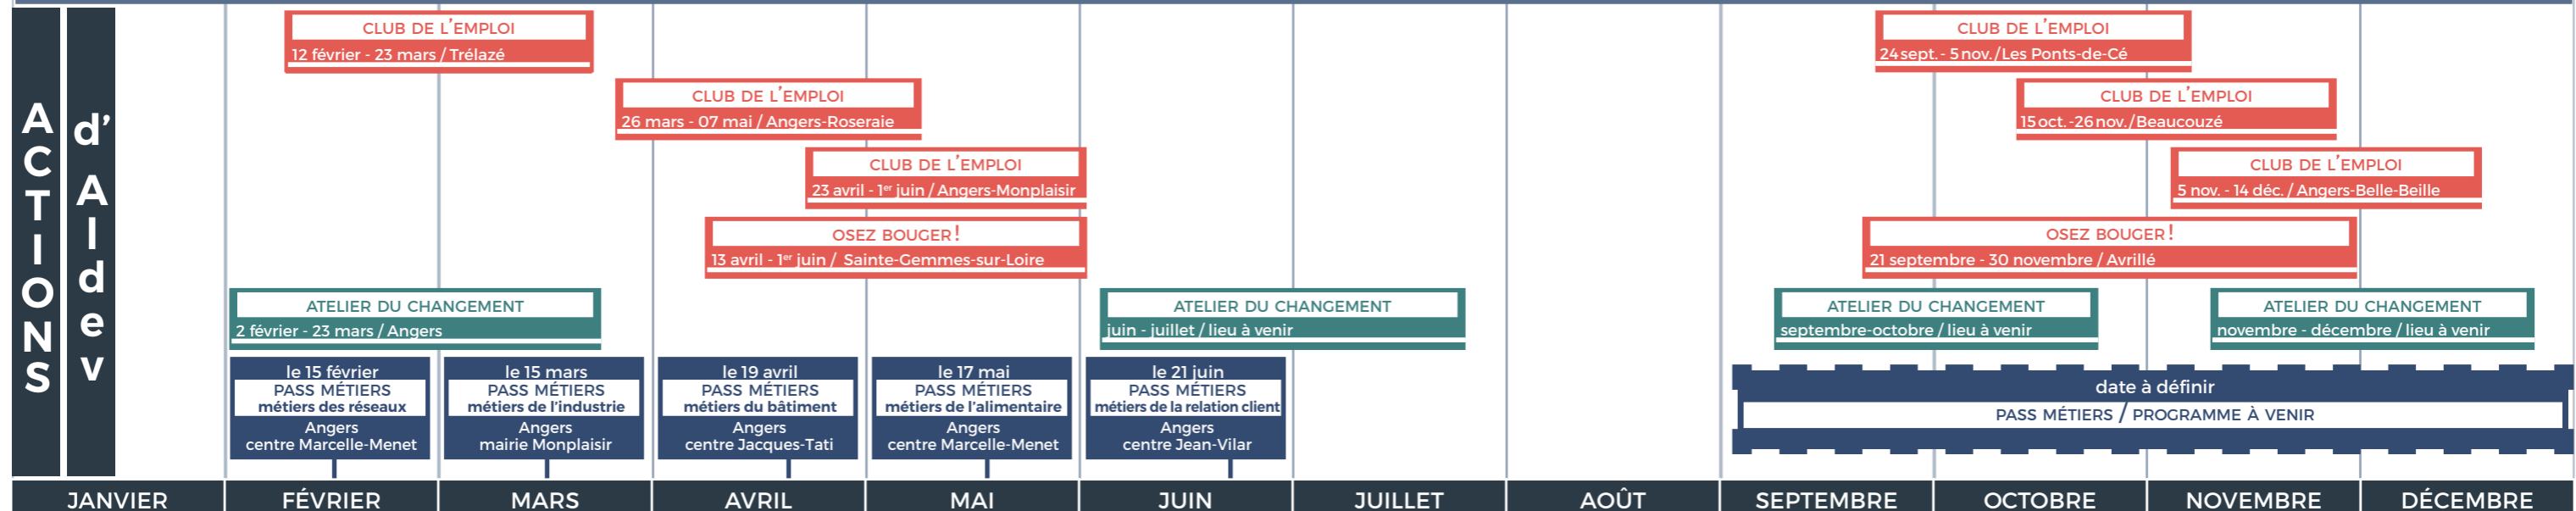 ACTIONS
d'Aldev
CLUB DE L'EMPLOI
12 février - 23 mars / Trélazé
CLUB DE L'EMPLOI
26 mars - 07 mai / Angers-Roseraie
CLUB DE L'EMPLOI
23 avril - 1er juin / Angers-Monplaisir
OSEZ BOUGER !
13 avril - 1er juin / Sainte-Gemmes-sur-Loire
CLUB DE L'EMPLOI
24 sept. - 5 nov. / Les Ponts-de-Cé
CLUB DE L'EMPLOI
15 oct. - 26 nov. / Beaucouzé
CLUB DE L'EMPLOI
5 nov. - 14 déc. / Angers-Belle-Beille
OSEZ BOUGER !
21 septembre - 30 novembre / Avrillé
ATELIER DU CHANGEMENT
2 février - 23 mars / Angers
ATELIER DU CHANGEMENT
juin - juillet / lieu à venir
ATELIER DU CHANGEMENT
septembre-octobre / lieu à venir
ATELIER DU CHANGEMENT
novembre - décembre / lieu à venir
le 15 février
PASS MÉTIERS
métiers des réseaux
Angers
centre Marcelle-Menet
le 15 mars
PASS MÉTIERS
métiers de l'industrie
Angers
mairie Monplaisir
le 19 avril
PASS MÉTIERS
métiers du bâtiment
Angers
centre Jacques-Tati
le 17 mai
PASS MÉTIERS
métiers de l'alimentaire
Angers
centre Marcelle-Menet
le 21 juin
PASS MÉTIERS
métiers de la relation client
Angers
centre Jean-Vilar
date à définir
PASS MÉTIERS / PROGRAMME À VENIR
JANVIER FÉVRIER MARS AVRIL MAI JUIN JUILLET AOÛT SEPTEMBRE OCTOBRE NOVEMBRE DÉCEMBRE